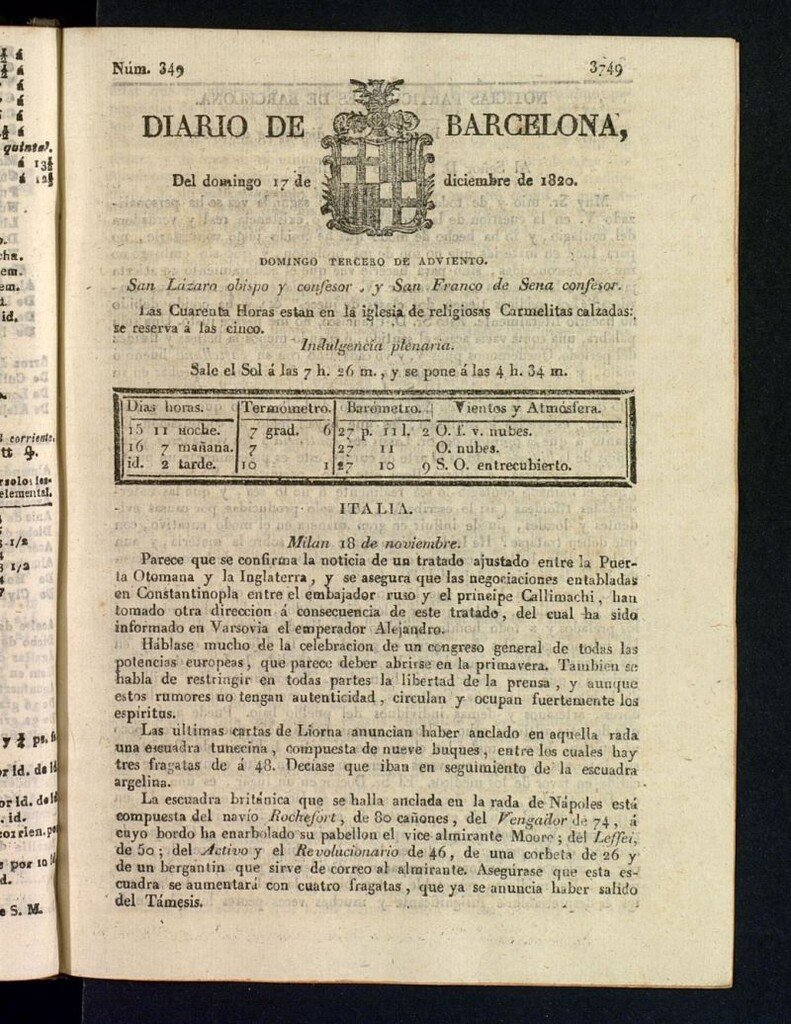 Núm. 349 3749
DIARIO DE BARCELONA,
Del domingo 17 de diciembre de 1820.
DOMINGO TERCERO DE ADVIENTO.
San Lázaro obispo y confesor, y San Franco de Sena confesor.
Las Cuarenta Horas estan en la iglesia de religiosas Carmelitas calzadas:
se reserva á las cinco.
Indulgencia plenaria.
Sale el Sol á las 7 h. 26 m., y se pone á las 4 h. 34 m.
Dias horas. Termómetro. Barómetro. Vientos y Atmósfera.
15 11 noche. 7 grad. 6 27 p. 11 l. 2 O. f. v. nubes.
16 7 mañana. 7 27 11 O. nubes.
id. 2 tarde. 10 1 27 10 9 S. O. entrecubierto.
ITALIA.
Milan 18 de noviembre.
Parece que se confirma la noticia de un tratado ajustado entre la Puer-
ta Otomana y la Inglaterra, y se asegura que las negociaciones entabladas
en Constantinopla entre el embajador ruso y el príncipe Callimachi, han
tomado otra direccion á consecuencia de este tratado, del cual ha sido
informado en Varsovia el emperador Alejandro.
Háblase mucho de la celebracion de un congreso general de todas las
potencias europeas, que parece deber abrirse en la primavera. Tambien se
habla de restringir en todas partes la libertad de la prensa, y aunque
estos rumores no tengan autenticidad, circulan y ocupan fuertemente los
espíritus.
Las últimas cartas de Liorna anuncian haber anclado en aquella rada
una escuadra tunecina, compuesta de nueve buques, entre los cuales hay
tres fragatas de á 48. Decíase que iban en seguimiento de la escuadra
argelina.
La escuadra británica que se halla anclada en la rada de Nápoles está
compuesta del navío Rochefort, de 80 cañones, del Vengador de 74, á
cuyo bordo ha enarbolado su pabellon el vice almirante Moore; del Leffei,
de 50; del Activo y el Revolucionario de 46, de una corbeta de 26 y
de un bergantin que sirve de correo al almirante. Asegúrase que esta es-
cuadra se aumentará con cuatro fragatas, que ya se anuncia haber salido
del Támesis.